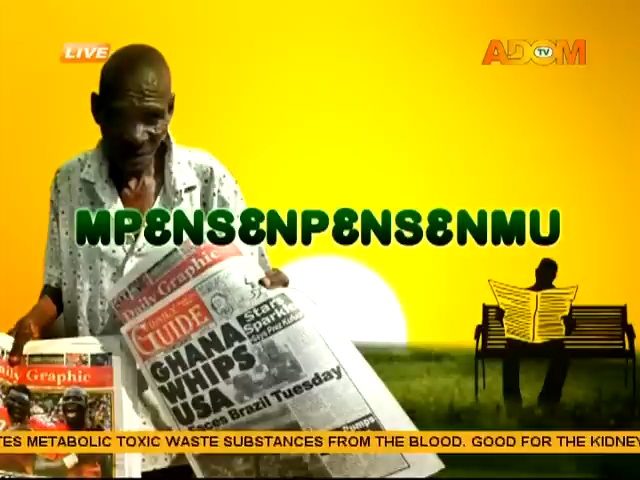 LIVE
ADOM TV
MPƐNSƐNPƐNSƐNMU
Daily Graphic
DAILY
GUIDE
Stars
Sparkle
GHANA
WHIPS
USA
Faces Brazil Tuesday
Graphic
TES METABOLIC TOXIC WASTE SUBSTANCES FROM THE BLOOD. GOOD FOR THE KIDNEY